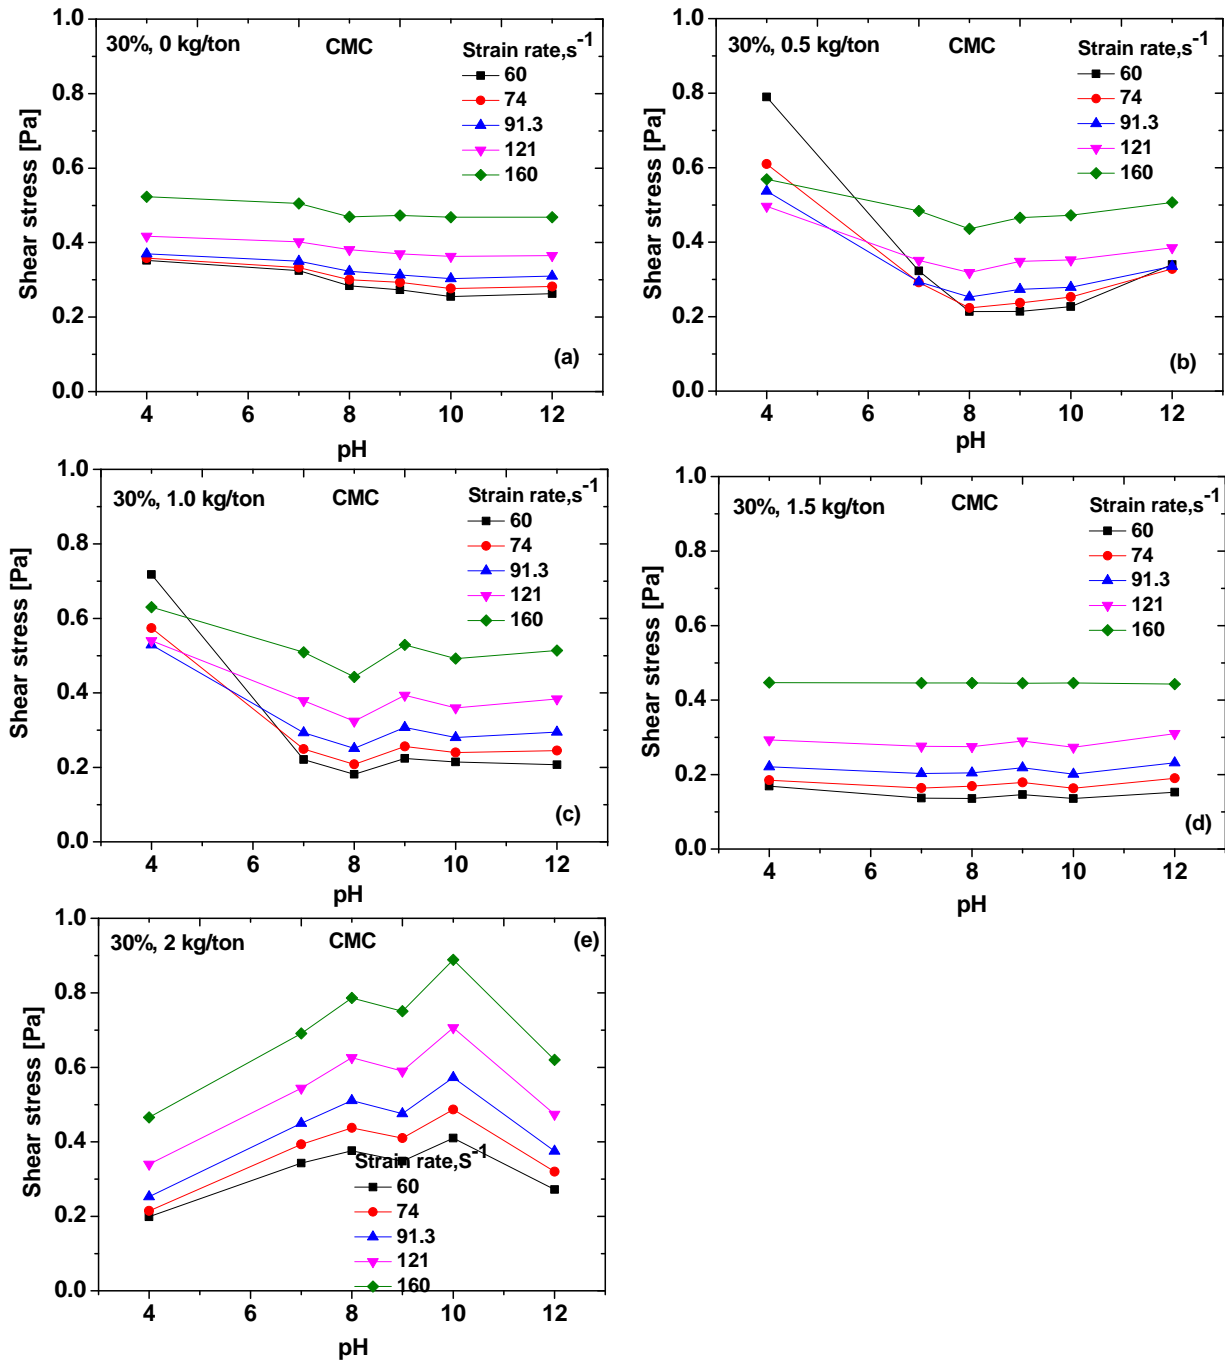 30%, 0 kg/ton
CMC
Strain rate,s⁻¹
60
74
91.3
121
160
1.0
0.8
0.6
0.4
0.2
0.0
Shear stress [Pa]
(a)
4 6 8 10 12
pH
30%, 0.5 kg/ton
CMC
Strain rate,s⁻¹
60
74
91.3
121
160
1.0
0.8
0.6
0.4
0.2
0.0
Shear stress [Pa]
(b)
4 6 8 10 12
pH
30%, 1.0 kg/ton
CMC
Strain rate,s⁻¹
60
74
91.3
121
160
1.0
0.8
0.6
0.4
0.2
0.0
Shear stress [Pa]
(c)
4 6 8 10 12
pH
30%, 1.5 kg/ton
CMC
Strain rate,s⁻¹
60
74
91.3
121
160
1.0
0.8
0.6
0.4
0.2
0.0
Shear stress [Pa]
(d)
4 6 8 10 12
pH
30%, 2 kg/ton
CMC
(e)
1.0
0.8
0.6
0.4
0.2
0.0
Shear stress [Pa]
Strain rate,S⁻¹
60
74
91.3
121
160
4 6 8 10 12
pH